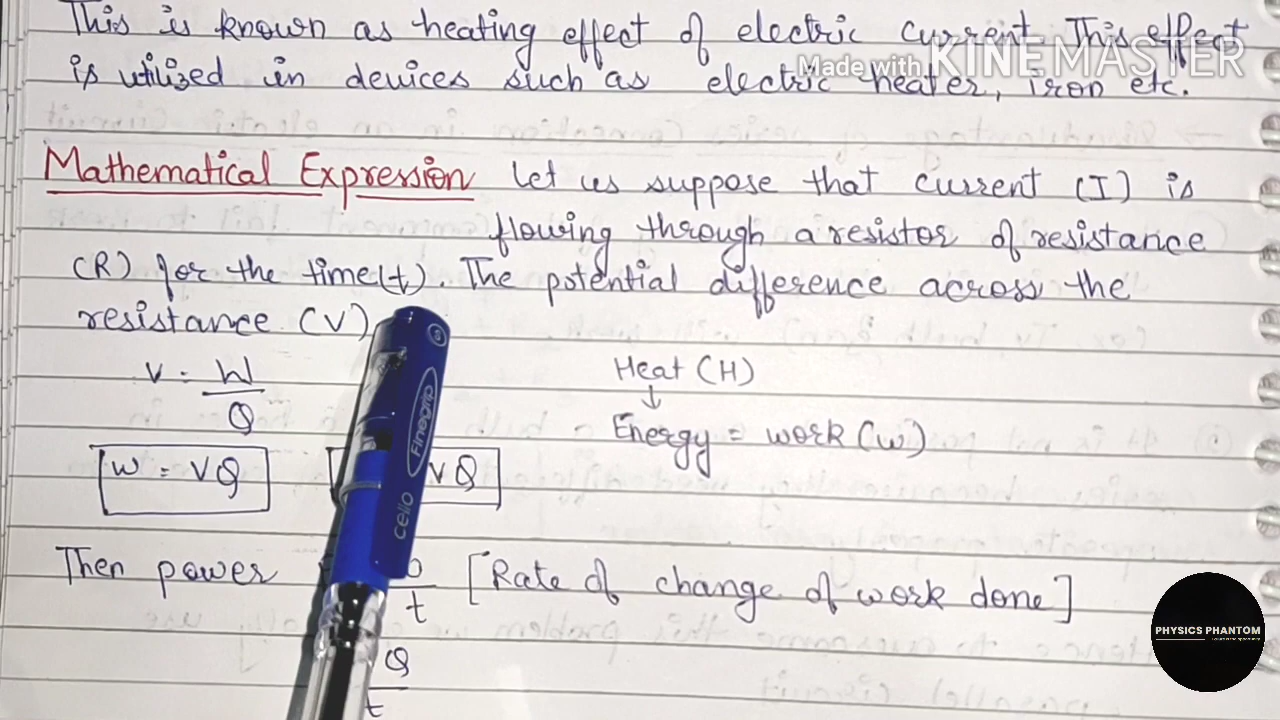 This is known as heating effect of electric current. This effect
Made with KINEMASTER
is utilized in devices such as electric heater, iron etc.
Mathematical Expression Let us suppose that current (I) is
flowing through a resistor of resistance
(R) for the time(t). The potential difference across the
resistance (V)
V = W
Q
Heat (H)
↓
Energy = work (w)
W = VQ
VQ
Then power
t [Rate of change of work done]
Q
t
PHYSICS PHANTOM
cello
Finegrip